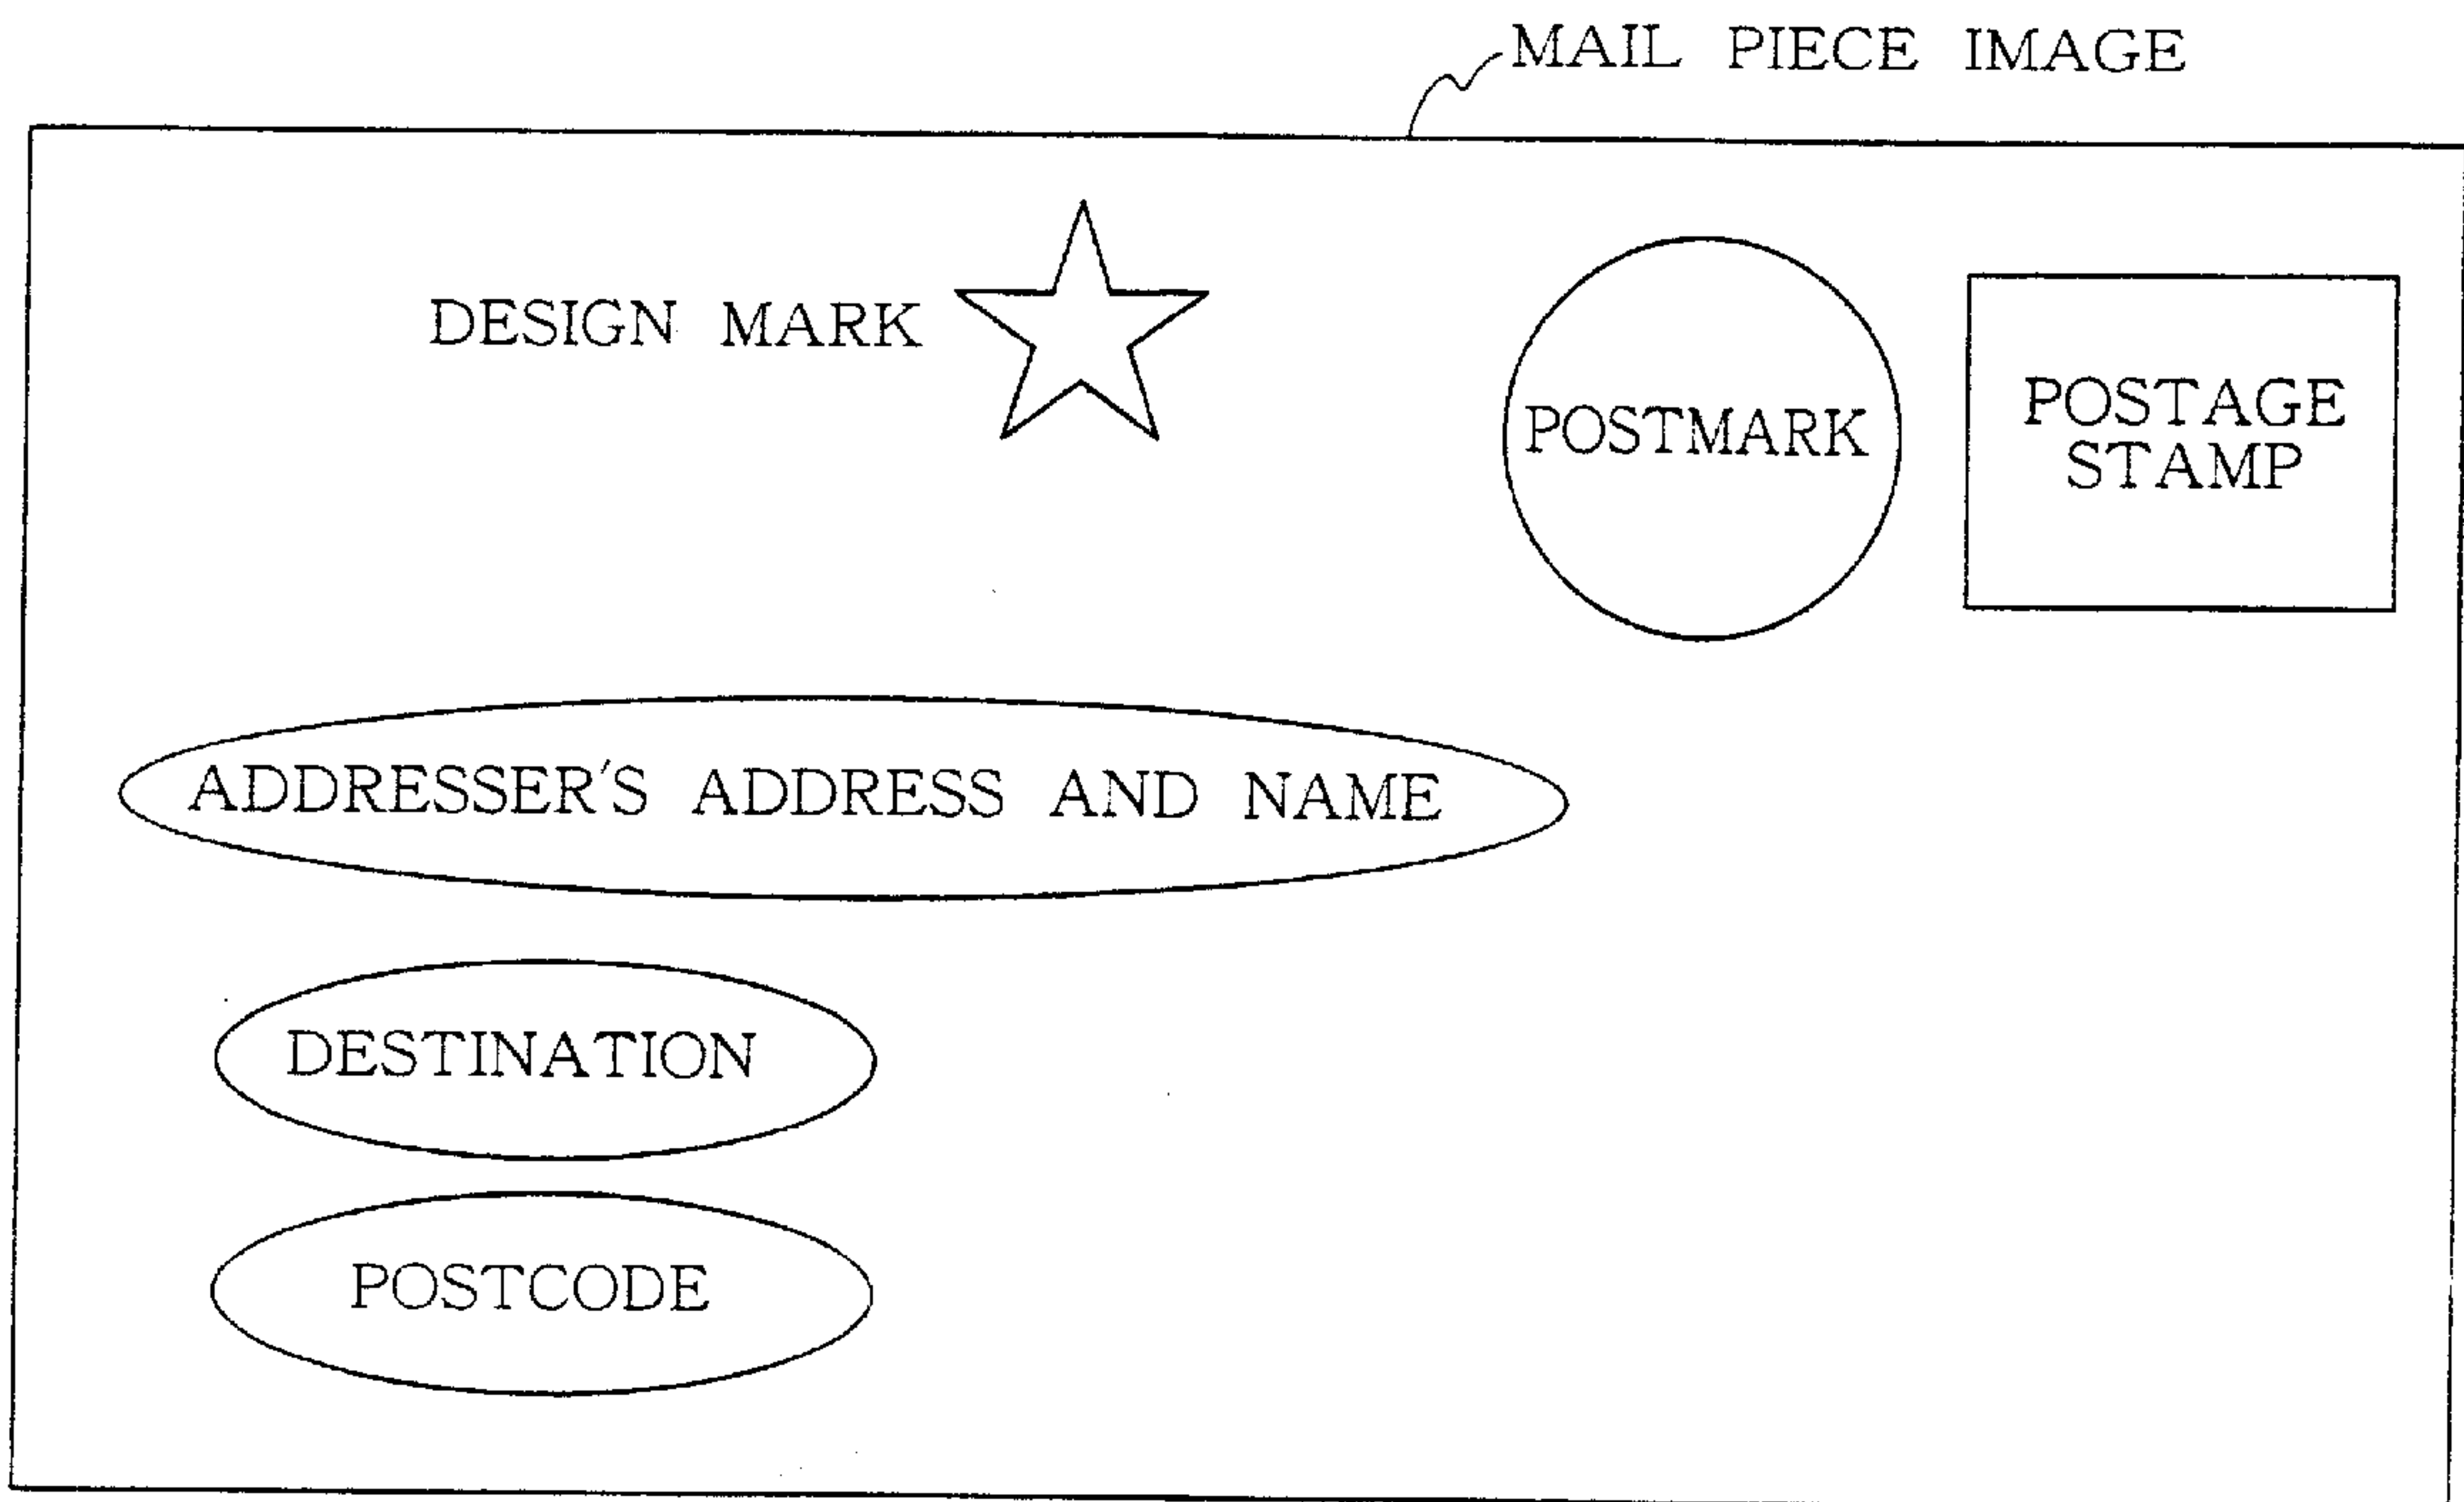 MAIL PIECE IMAGE
DESIGN MARK
POSTMARK
POSTAGE
STAMP
ADDRESSER'S ADDRESS AND NAME
DESTINATION
POSTCODE